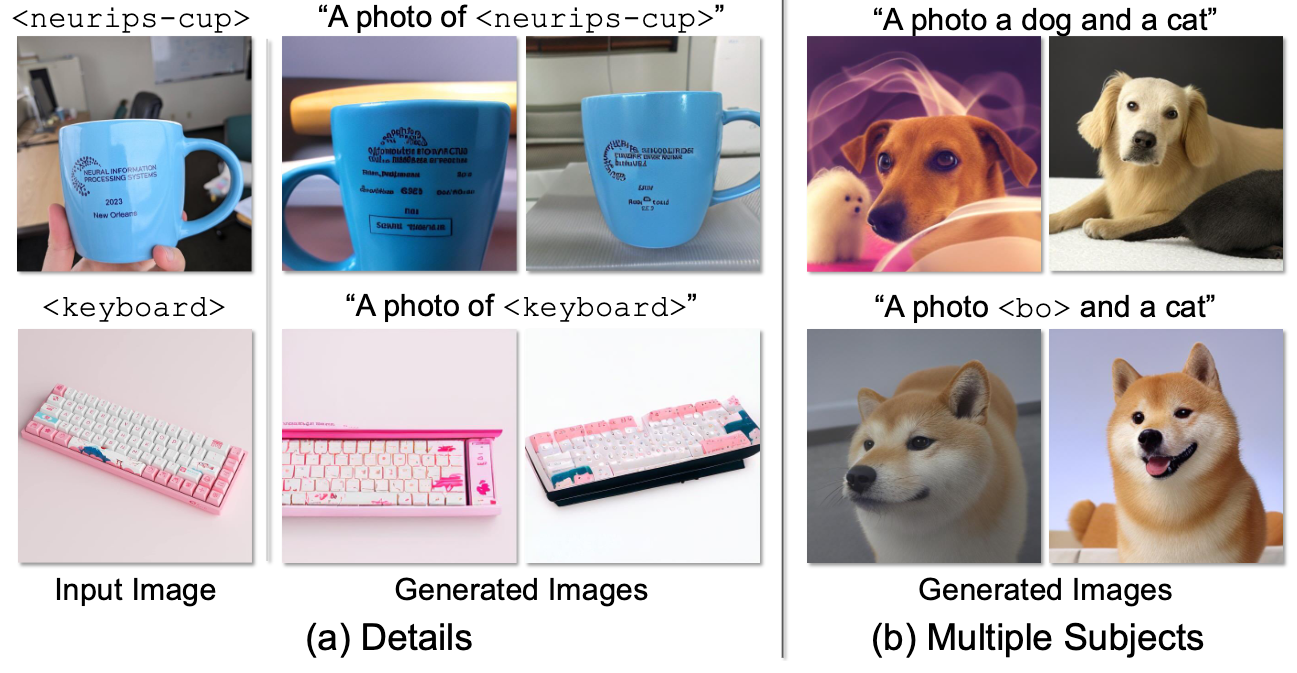 <neurips-cup>
“A photo of <neurips-cup>”
NEURAL INFORMATION
PROCESSING SYSTEMS
2023
New Orleans
<keyboard>
“A photo of <keyboard>”
Input Image
Generated Images
(a) Details
“A photo a dog and a cat”
“A photo <bo> and a cat”
Generated Images
(b) Multiple Subjects